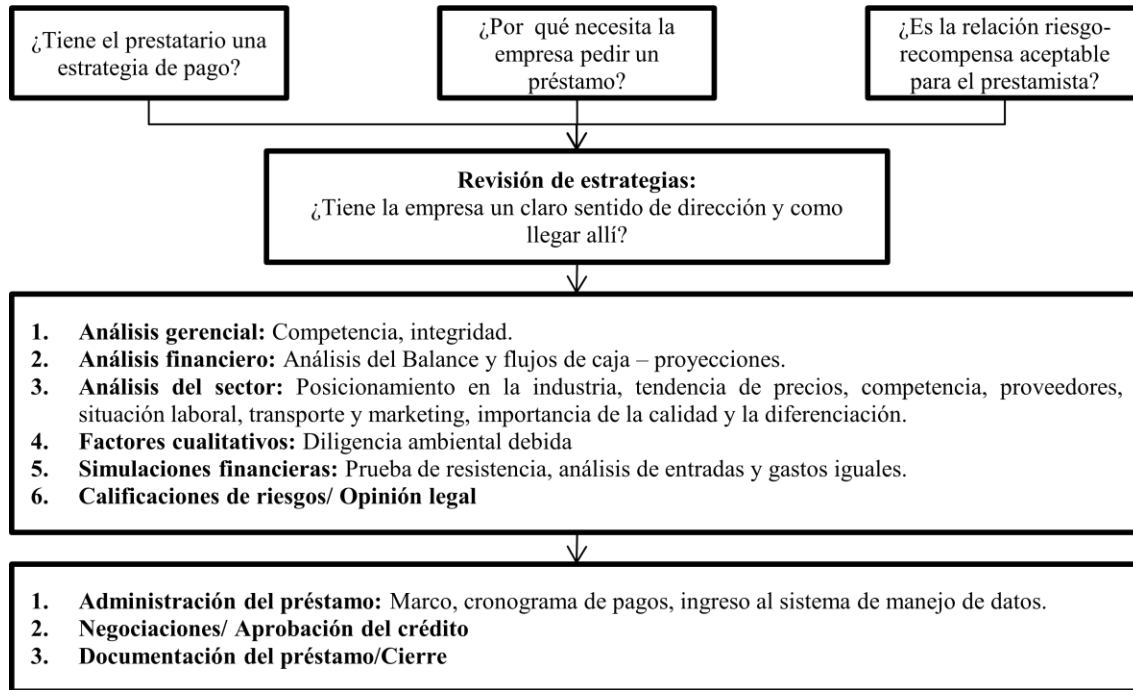 ¿Tiene el prestatario una
estrategia de pago?
¿Por qué necesita la
empresa pedir un
préstamo?
¿Es la relación riesgo-
recompensa aceptable
para el prestamista?
Revisión de estrategias:
¿Tiene la empresa un claro sentido de dirección y como
llegar allí?
1. Análisis gerencial: Competencia, integridad.
2. Análisis financiero: Análisis del Balance y flujos de caja – proyecciones.
3. Análisis del sector: Posicionamiento en la industria, tendencia de precios, competencia, proveedores,
situación laboral, transporte y marketing, importancia de la calidad y la diferenciación.
4. Factores cualitativos: Diligencia ambiental debida
5. Simulaciones financieras: Prueba de resistencia, análisis de entradas y gastos iguales.
6. Calificaciones de riesgos/ Opinión legal
1. Administración del préstamo: Marco, cronograma de pagos, ingreso al sistema de manejo de datos.
2. Negociaciones/ Aprobación del crédito
3. Documentación del préstamo/Cierre